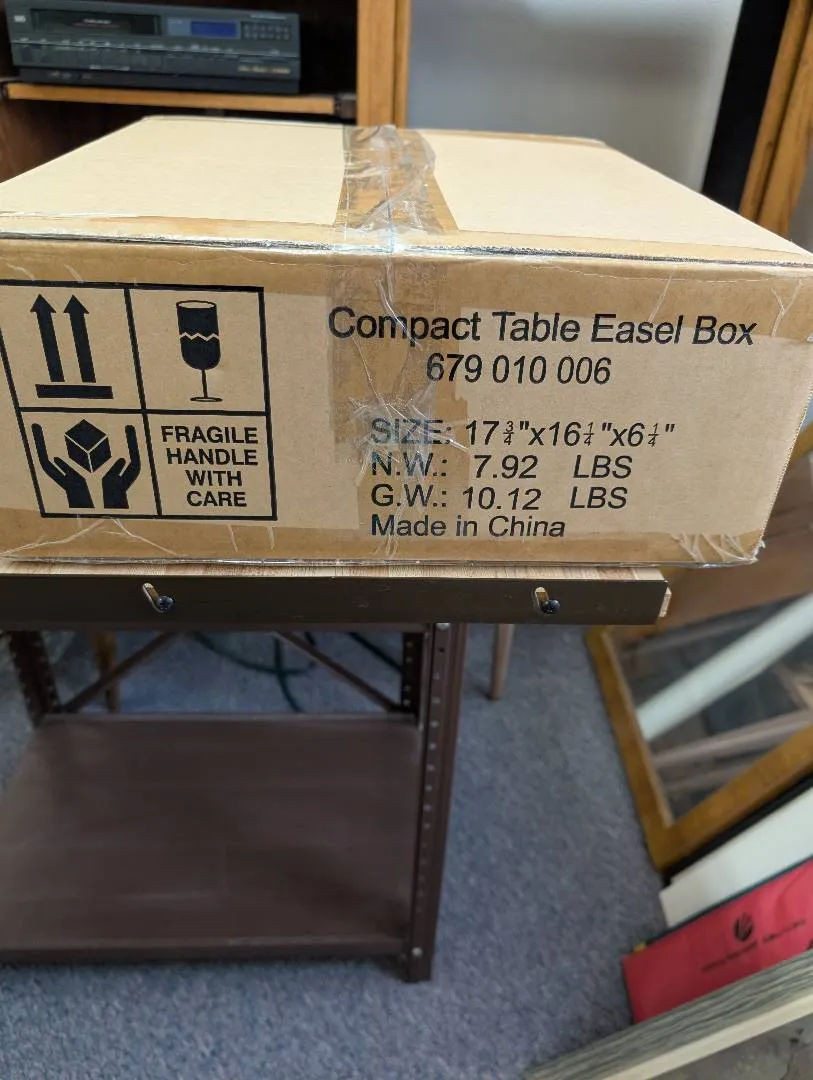 FRAGILE
HANDLE
WITH
CARE
Compact Table Easel Box
679 010 006
SIZE: 17¾"x16¼"x6¼"
N.W.: 7.92 LBS
G.W.: 10.12 LBS
Made in China